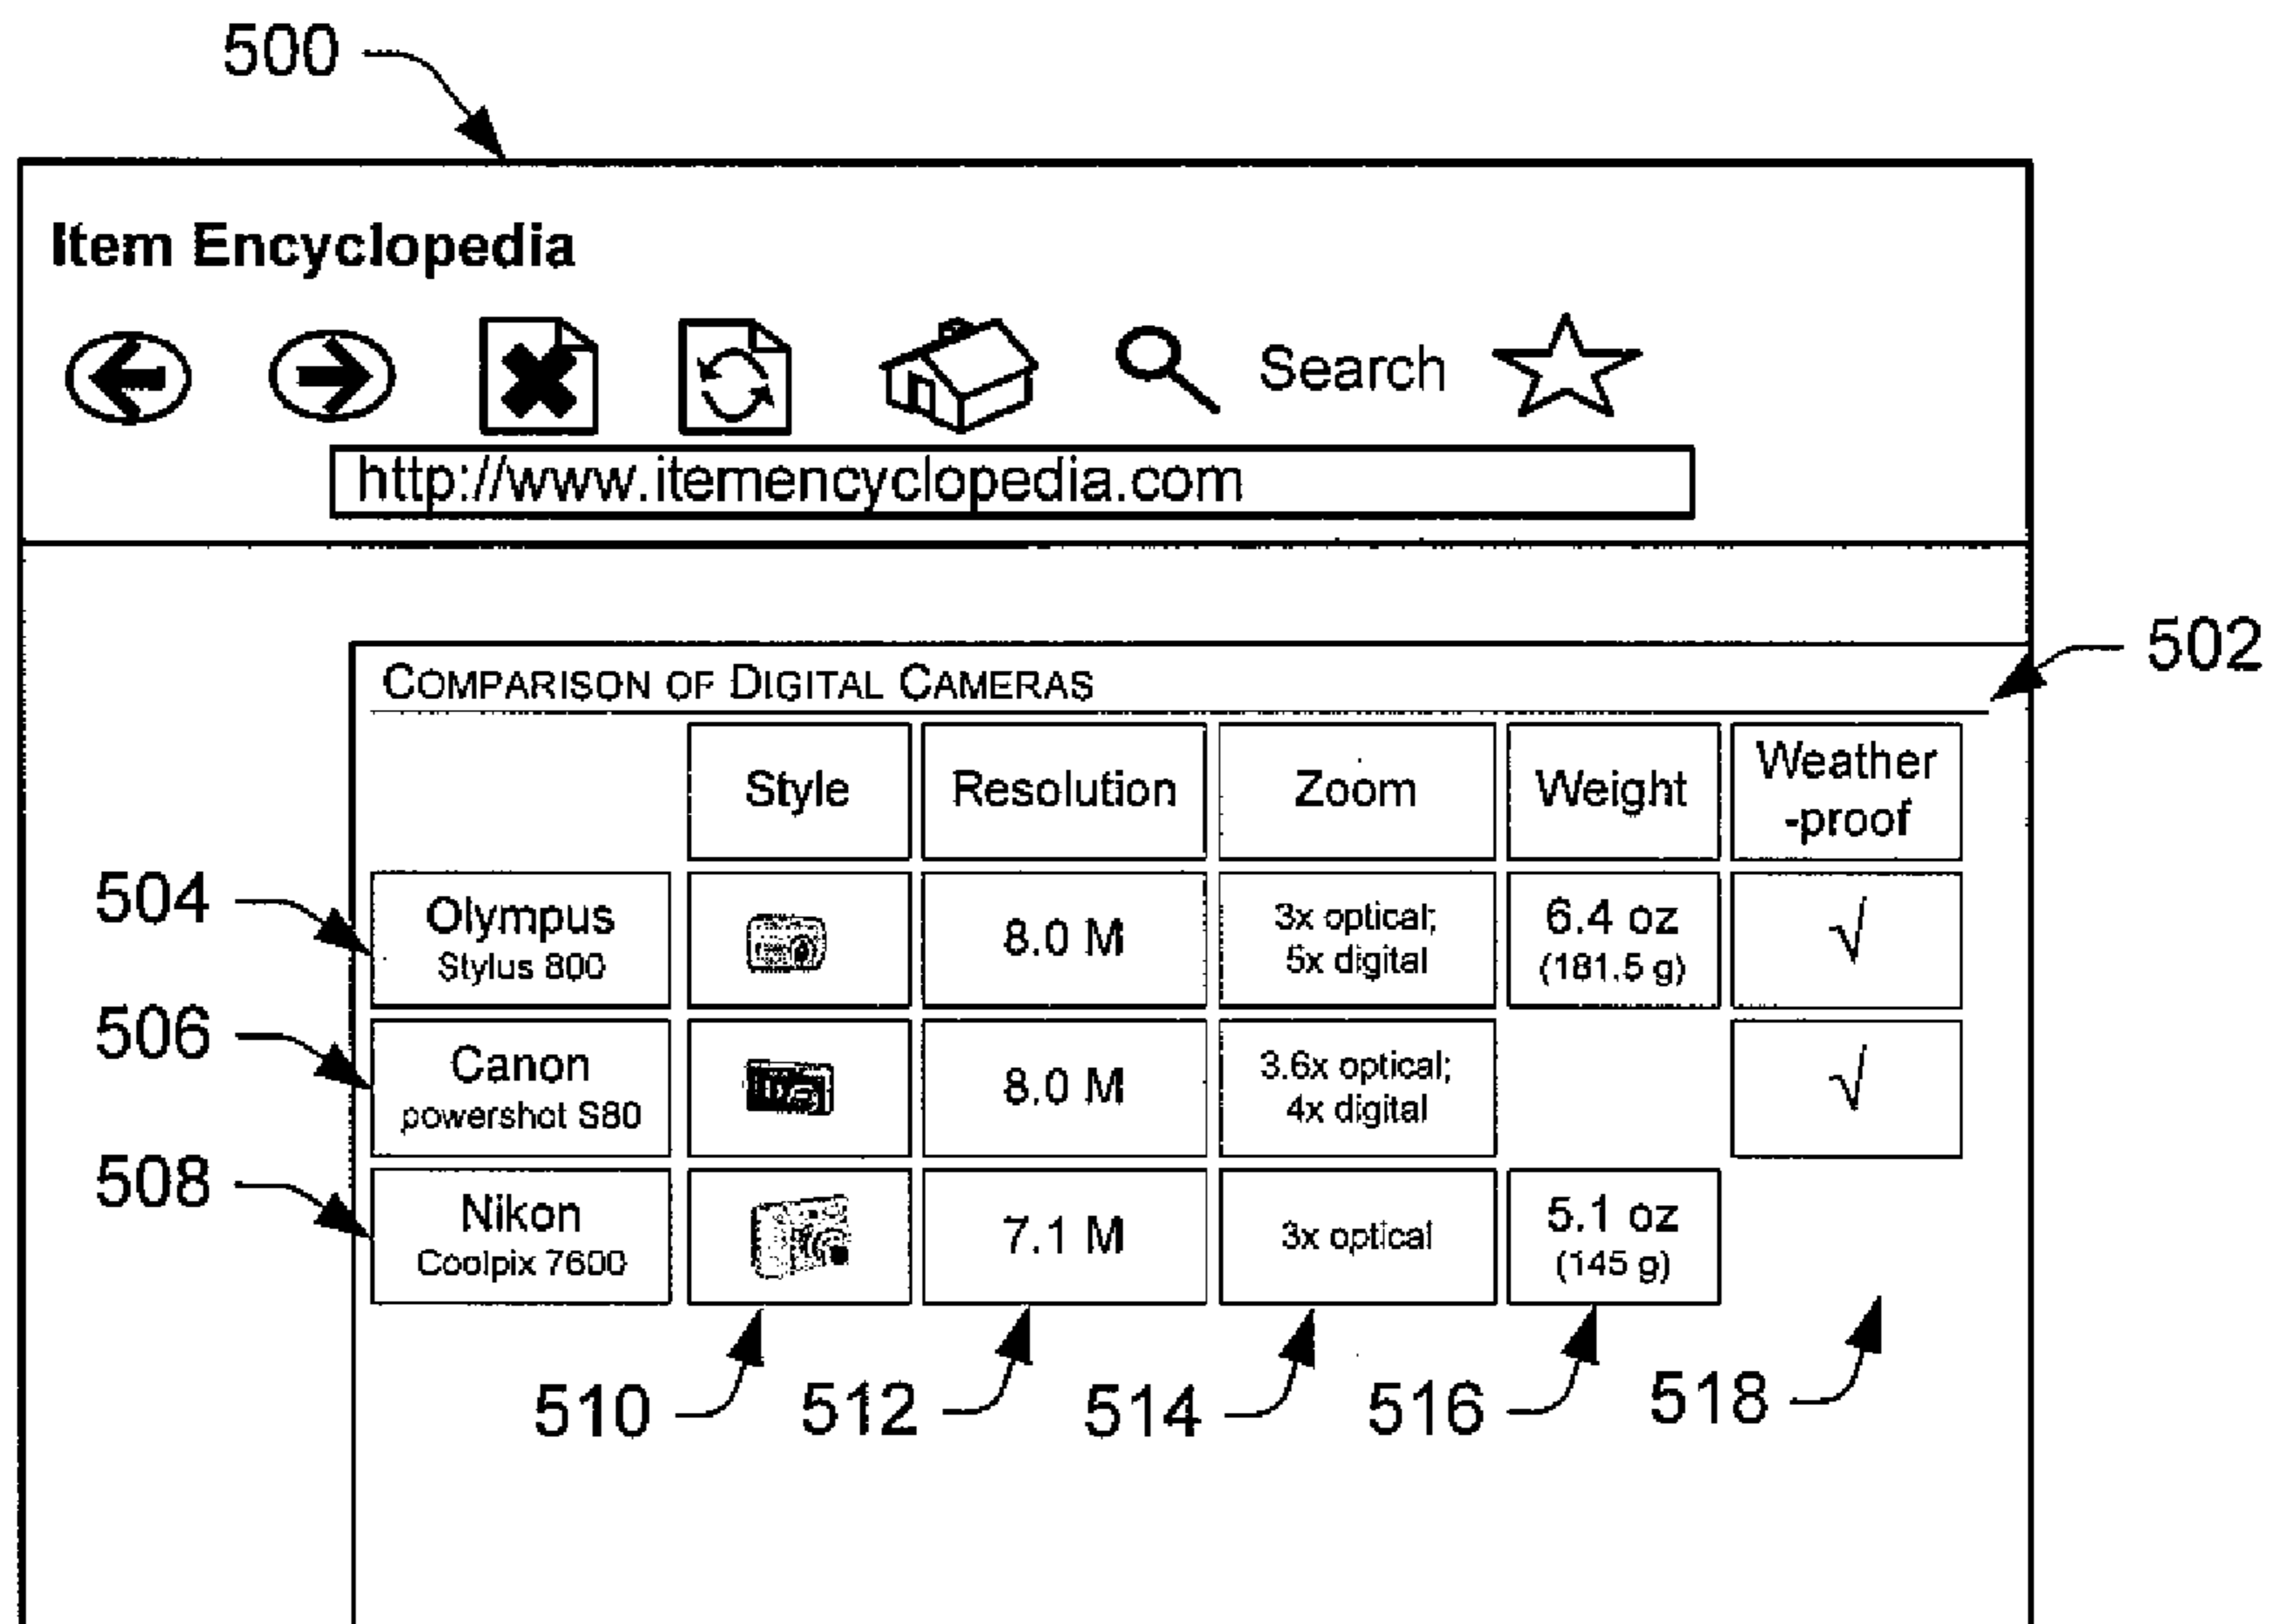 500
Item Encyclopedia
Search
http://www.itemencyclopedia.com
502
COMPARISON OF DIGITAL CAMERAS
Style
Resolution
Zoom
Weight
Weather
-proof
504
Olympus
Stylus 800
8.0 M
3x optical;
5x digital
6.4 oz
(181.5 g)
√
506
Canon
powershot S80
8.0 M
3.6x optical;
4x digital
√
508
Nikon
Coolpix 7600
7.1 M
3x optical
5.1 oz
(145 g)
510
512
514
516
518